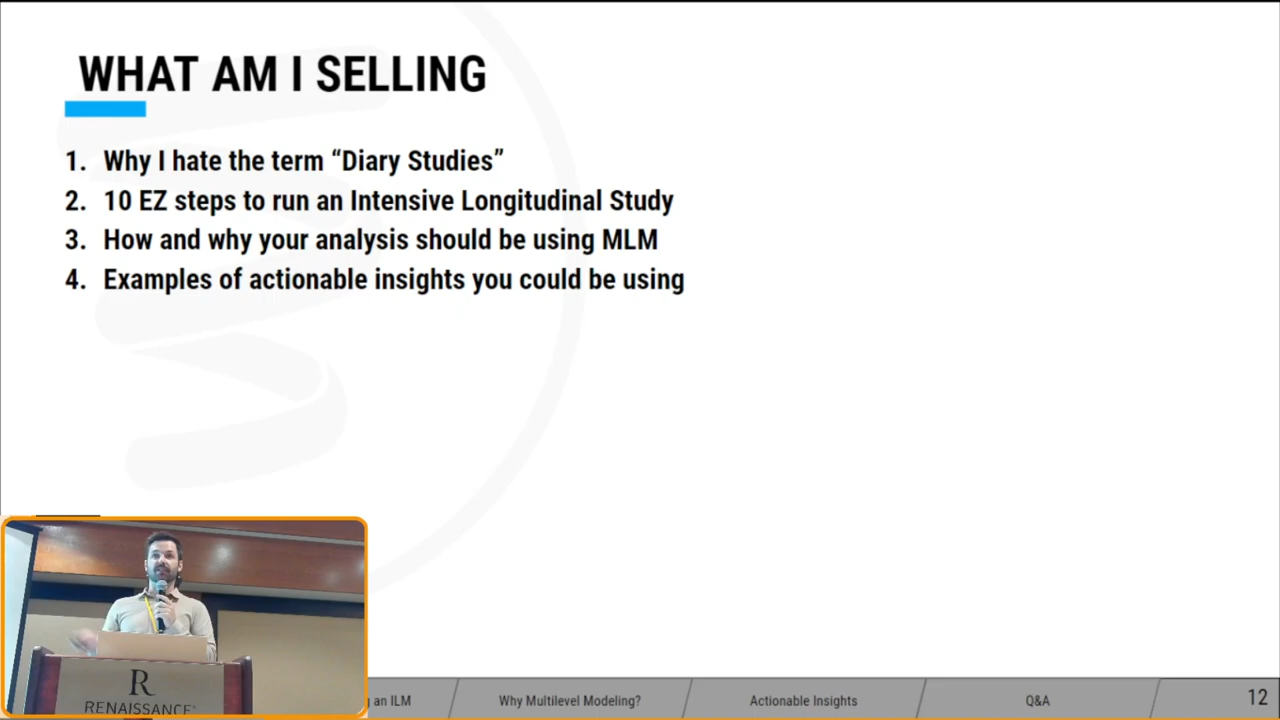 WHAT AM I SELLING
1. Why I hate the term “Diary Studies”
2. 10 EZ steps to run an Intensive Longitudinal Study
3. How and why your analysis should be using MLM
4. Examples of actionable insights you could be using
R
RENAISSANCE
an ILM
Why Multilevel Modeling?
Actionable Insights
Q&A
12